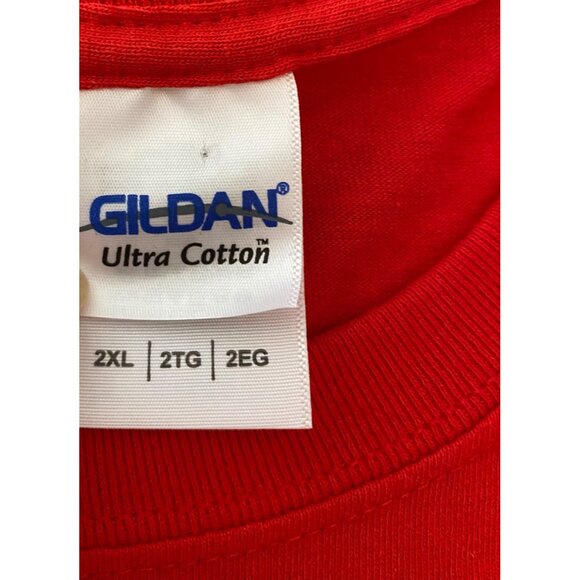 GILDAN®
Ultra Cotton™
2XL | 2TG | 2EG